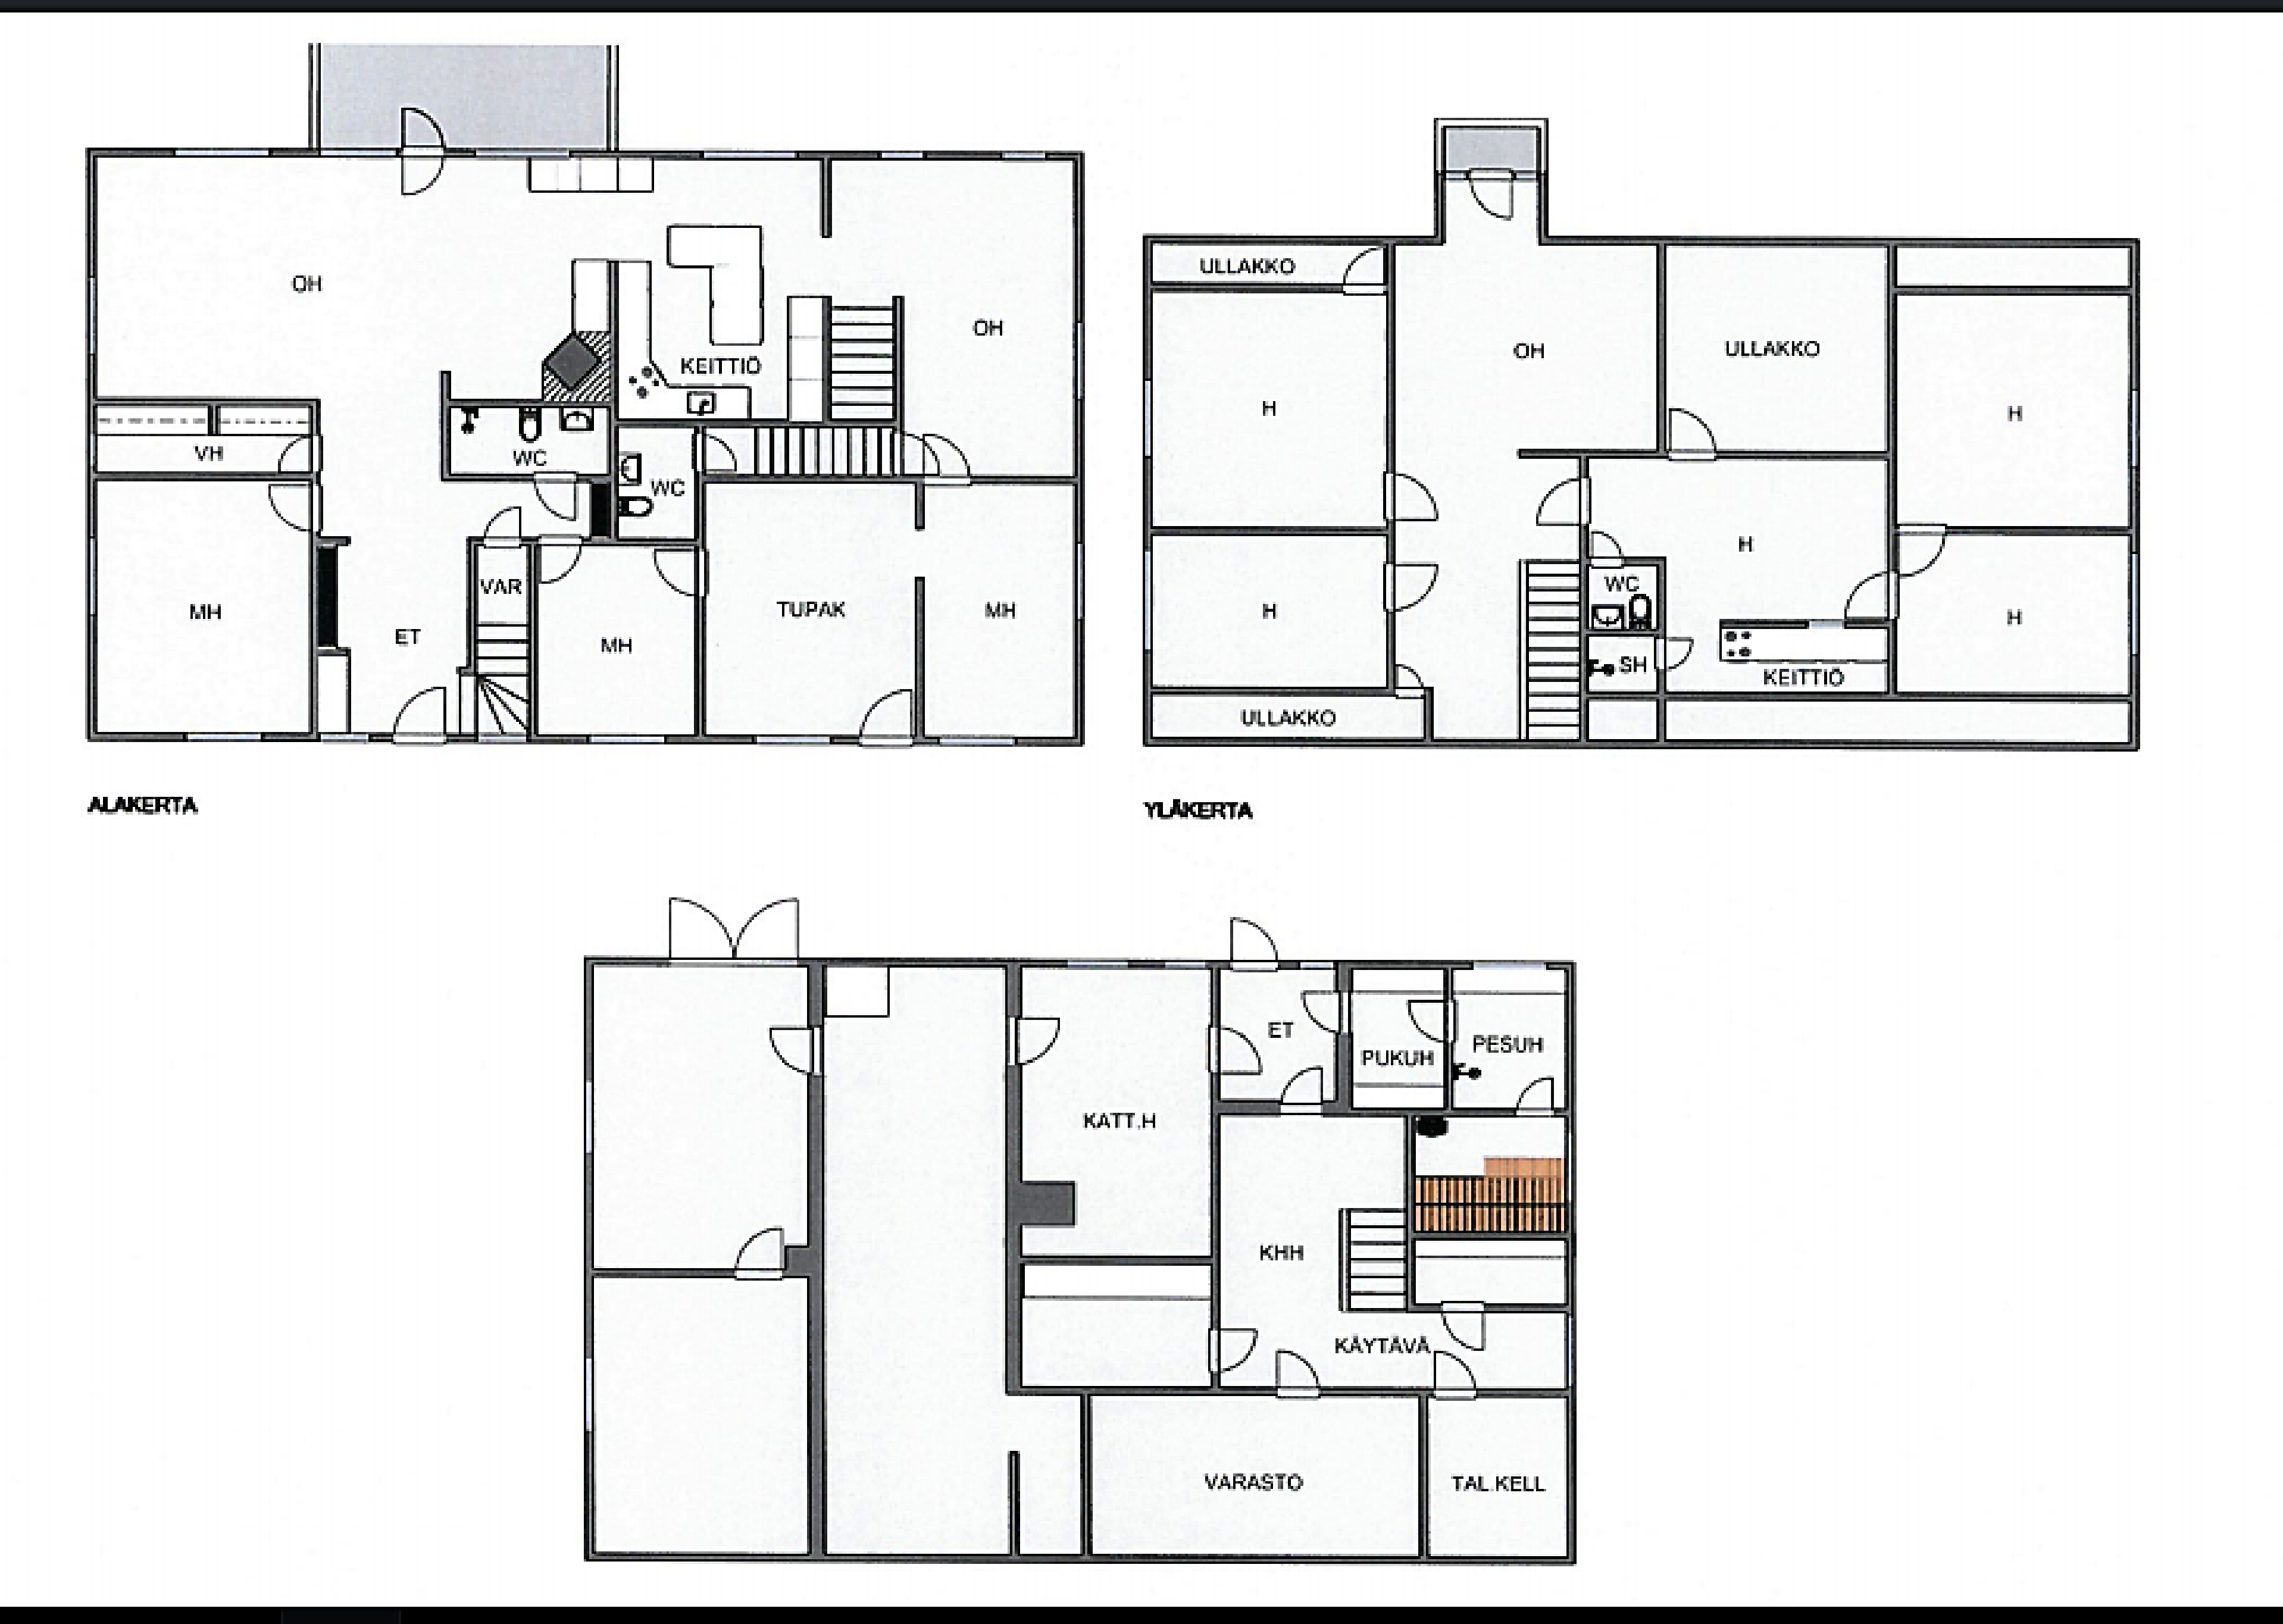 OH
KEITTIÖ
OH
VH
WC
WC
MH
ET
VAR
MH
TUPAK
MH
ALAKERTA
ULLAKKO
OH
ULLAKKO
H
H
H
H
WC
SH
KEITTIÖ
H
ULLAKKO
YLÄKERTA
ET
PUKUH
PESUH
KATT.H
KHH
KÄYTÄVÄ
VARASTO
TAL.KELL